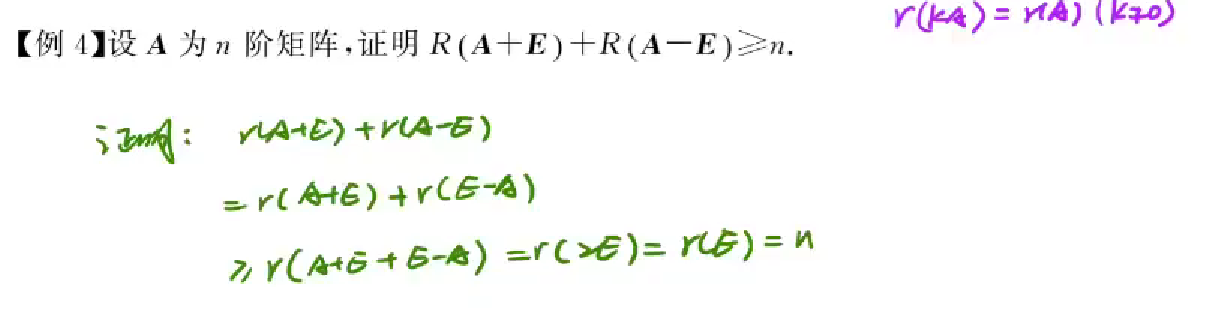 r(kA) = r(A) (k≠0)
【例 4】设 A 为 n 阶矩阵,证明 R(A+E)+R(A-E)⩾n.
证明: r(A+E)+r(A-E)
= r(A+E)+r(E-A)
≥ r(A+E+E-A) = r(2E) = r(E) = n